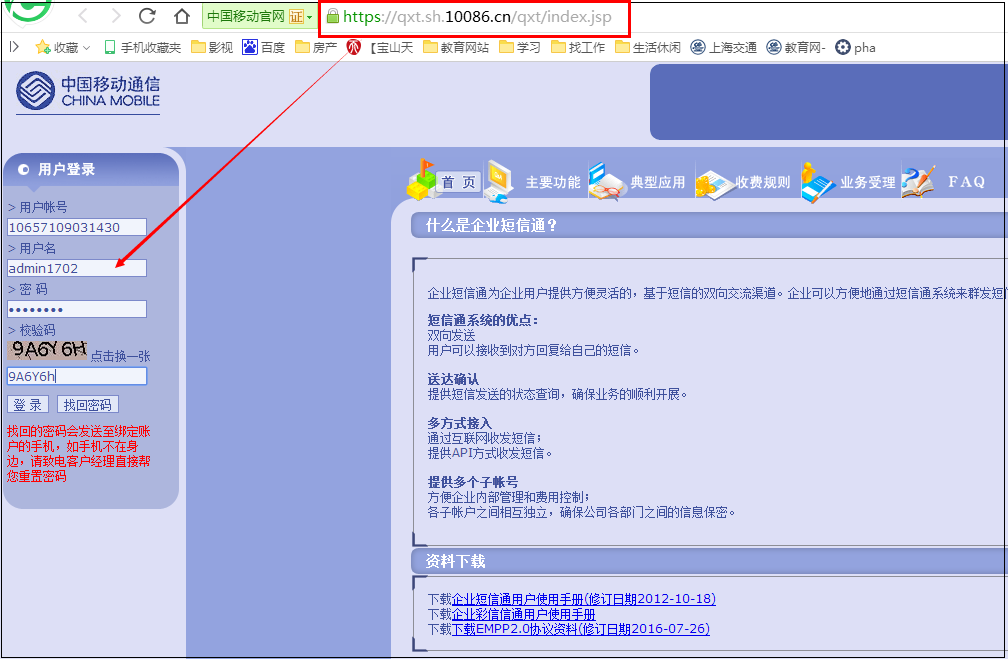 中国移动官网 证 https://qxt.sh.10086.cn/qxt/index.jsp
收藏 手机收藏夹 影视 百度 房产 【宝山天 教育网站 学习 找工作 生活休闲 上海交通 教育网- pha
中国移动通信
CHINA MOBILE
用户登录
> 用户帐号
10657109031430
> 用户名
admin1702
> 密 码
••••••••
> 校验码
9A6Y6H 点击换一张
9A6Y6h
登 录 找回密码
找回的密码会发送至绑定账
户的手机，如手机不在身
边，请致电客户经理直接帮
您重置密码
首 页 主要功能 典型应用 收费规则 业务受理 FAQ
什么是企业短信通？
企业短信通为企业用户提供方便灵活的，基于短信的双向交流渠道。企业可以方便地通过短信通系统来群发短信
短信通系统的优点：
双向发送
用户可以接收到对方回复给自己的短信。
送达确认
提供短信发送的状态查询，确保业务的顺利开展。
多方式接入
通过互联网收发短信；
提供API方式收发短信。
提供多个子帐号
方便企业内部管理和费用控制；
各子帐户之间相互独立，确保公司各部门之间的信息保密。
资料下载
下载企业短信通用户使用手册(修订日期2012-10-18)
下载企业彩信信通用户使用手册
下载下载EMPP2.0协议资料(修订日期2016-07-26)